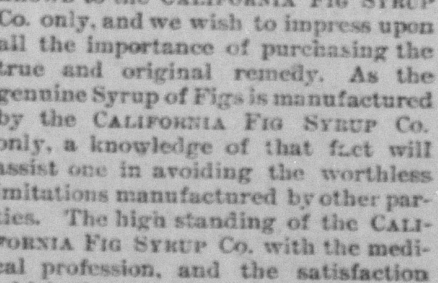 CALIFORNIA FIG SYRUP
Co. only, and we wish to impress upon
all the importance of purchasing the
true and original remedy. As the
genuine Syrup of Figs is manufactured
by the CALIFORNIA FIG SYRUP Co.
only, a knowledge of that fact will
assist one in avoiding the worthless
imitations manufactured by other par-
ties. The high standing of the CALI-
FORNIA FIG SYRUP Co. with the medi-
cal profession, and the satisfaction